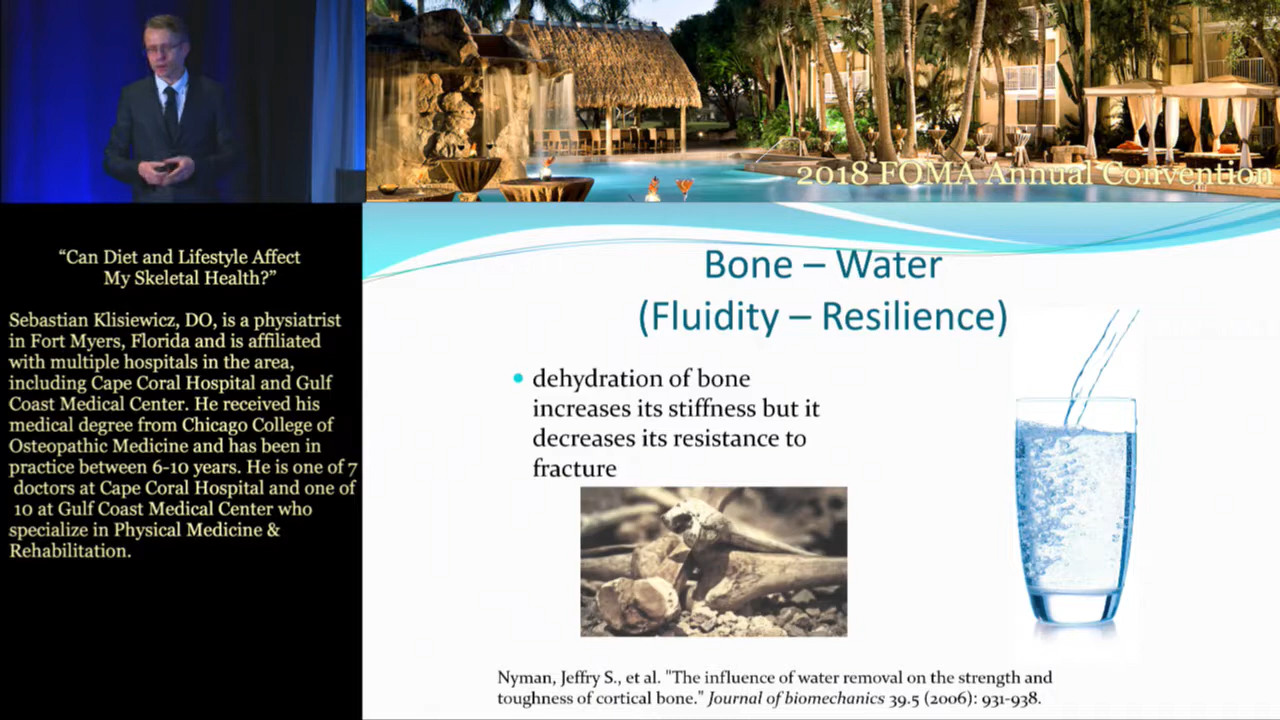 2018 FOMA Annual Convention
“Can Diet and Lifestyle Affect
My Skeletal Health?”
Sebastian Klisiewicz, DO, is a physiatrist
in Fort Myers, Florida and is affiliated
with multiple hospitals in the area,
including Cape Coral Hospital and Gulf
Coast Medical Center. He received his
medical degree from Chicago College of
Osteopathic Medicine and has been in
practice between 6-10 years. He is one of 7
doctors at Cape Coral Hospital and one of
10 at Gulf Coast Medical Center who
specialize in Physical Medicine &
Rehabilitation.
Bone – Water
(Fluidity – Resilience)
• dehydration of bone
increases its stiffness but it
decreases its resistance to
fracture
Nyman, Jeffry S., et al. "The influence of water removal on the strength and
toughness of cortical bone." Journal of biomechanics 39.5 (2006): 931-938.